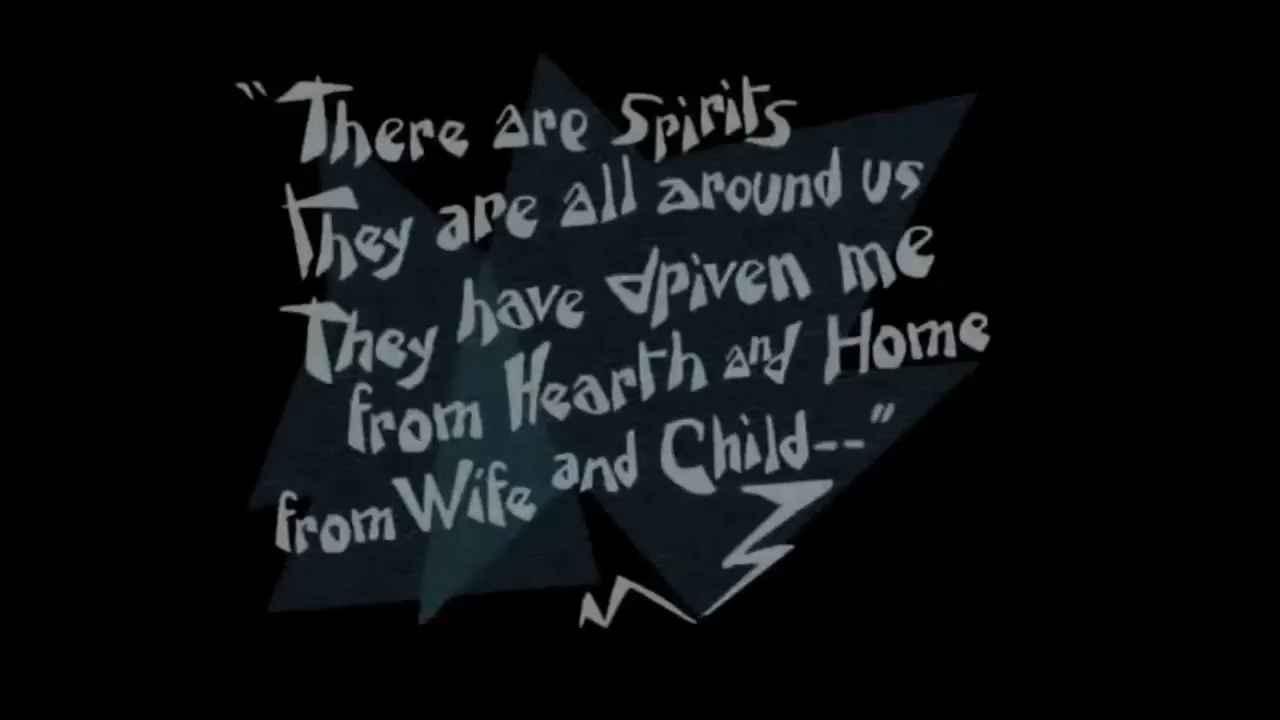 "There are Spirits
They are all around us
They have driven me
from Hearth and Home
from Wife and Child--"